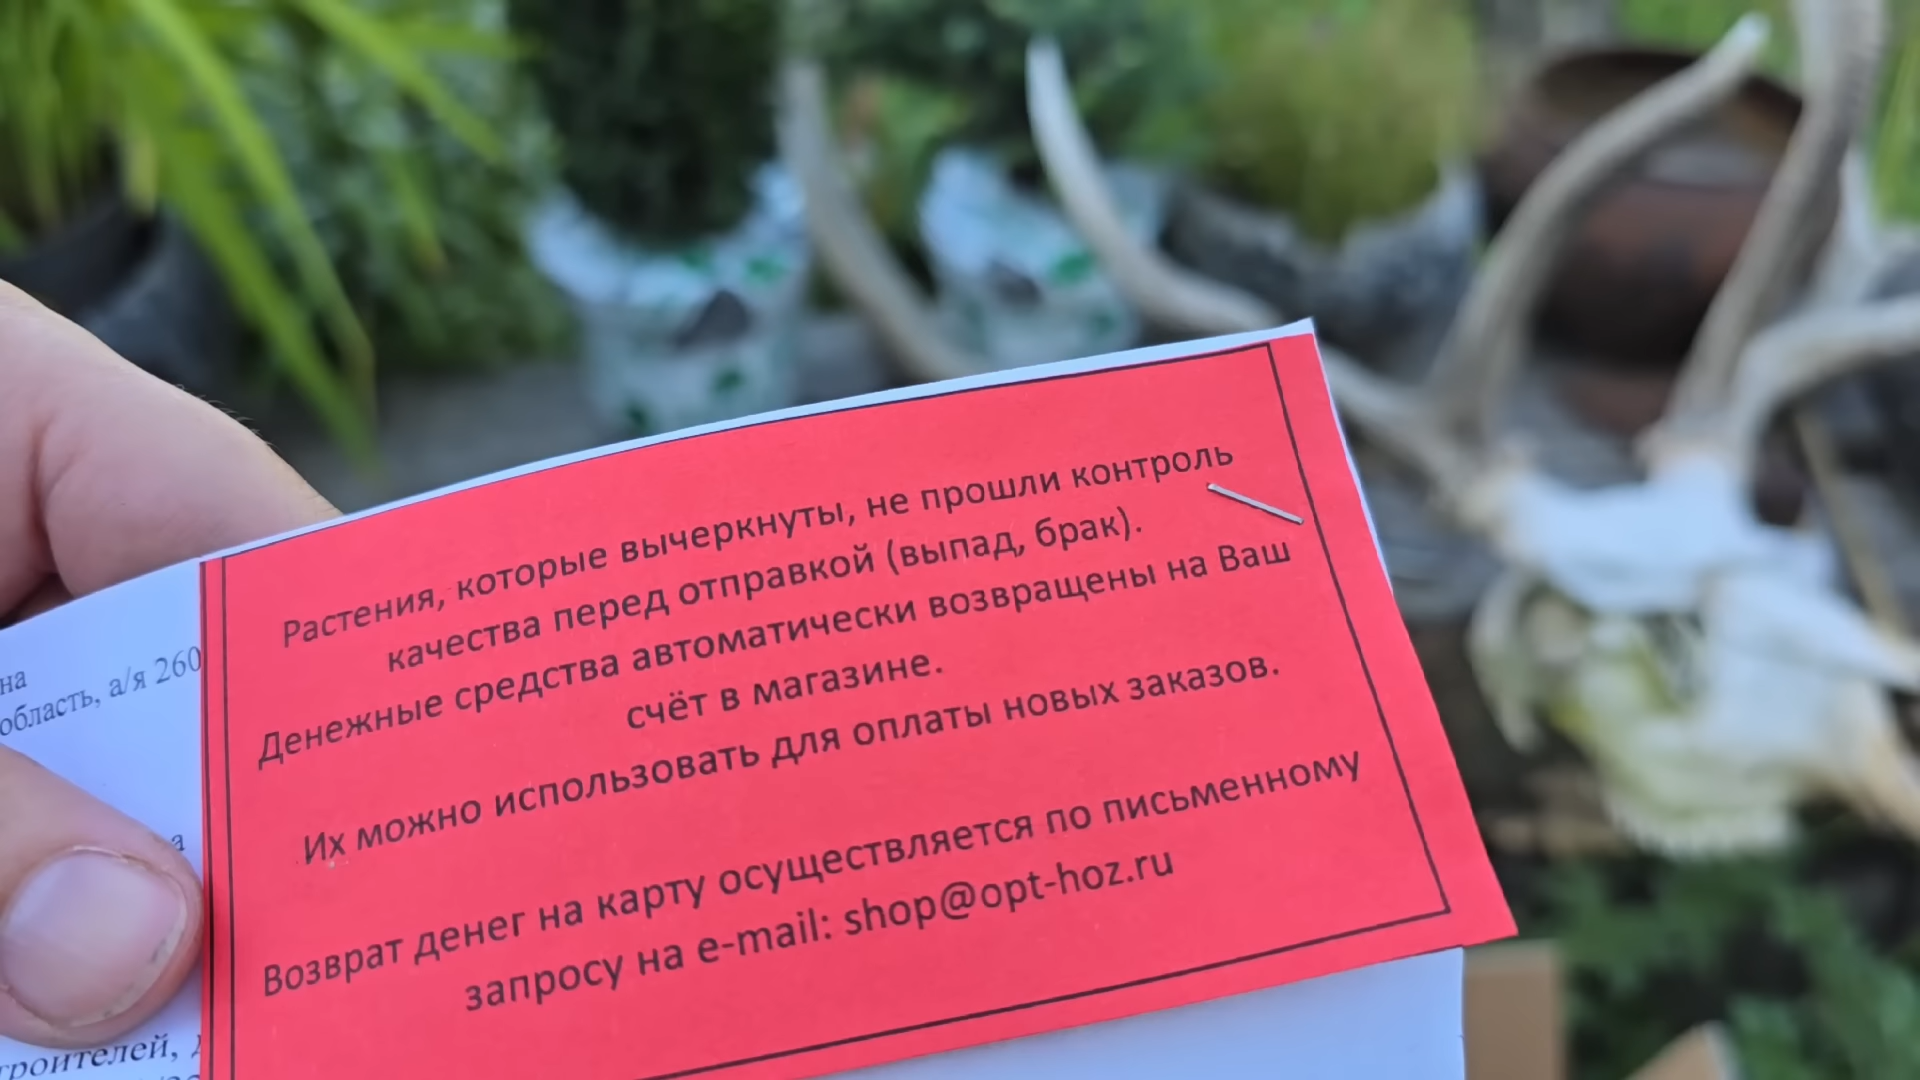 Растения, которые вычеркнуты, не прошли контроль
качества перед отправкой (выпад, брак).
Денежные средства автоматически возвращены на Ваш
счёт в магазине.
Их можно использовать для оплаты новых заказов.
Возврат денег на карту осуществляется по письменному
запросу на e-mail: shop@opt-hoz.ru
на
область, а/я 260
а
троителей,